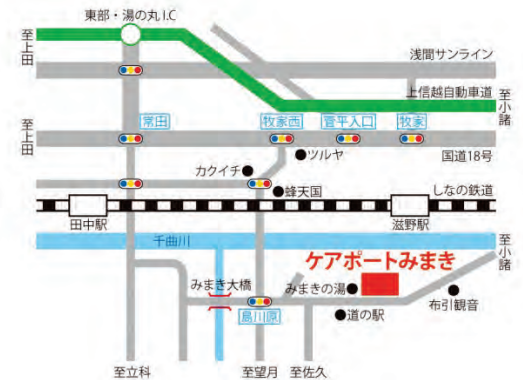 東部・湯の丸 I.C
至上田
浅間サンライン
上信越自動車道
至小諸
至上田
常田
牧家西
菅平入口
牧家
ツルヤ
国道18号
カクイチ
蜂天国
しなの鉄道
田中駅
滋野駅
千曲川
至小諸
ケアポートみまき
みまき大橋
みまきの湯
島川原
道の駅
布引観音
至立科
至望月
至佐久